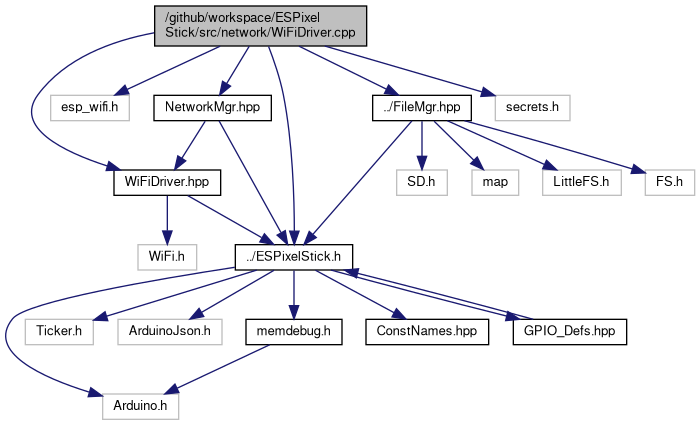 /github/workspace/ESPixel
Stick/src/network/WiFiDriver.cpp
esp_wifi.h
NetworkMgr.hpp
../FileMgr.hpp
secrets.h
WiFiDriver.hpp
SD.h
map
LittleFS.h
FS.h
WiFi.h
../ESPixelStick.h
Ticker.h
ArduinoJson.h
memdebug.h
ConstNames.hpp
GPIO_Defs.hpp
Arduino.h